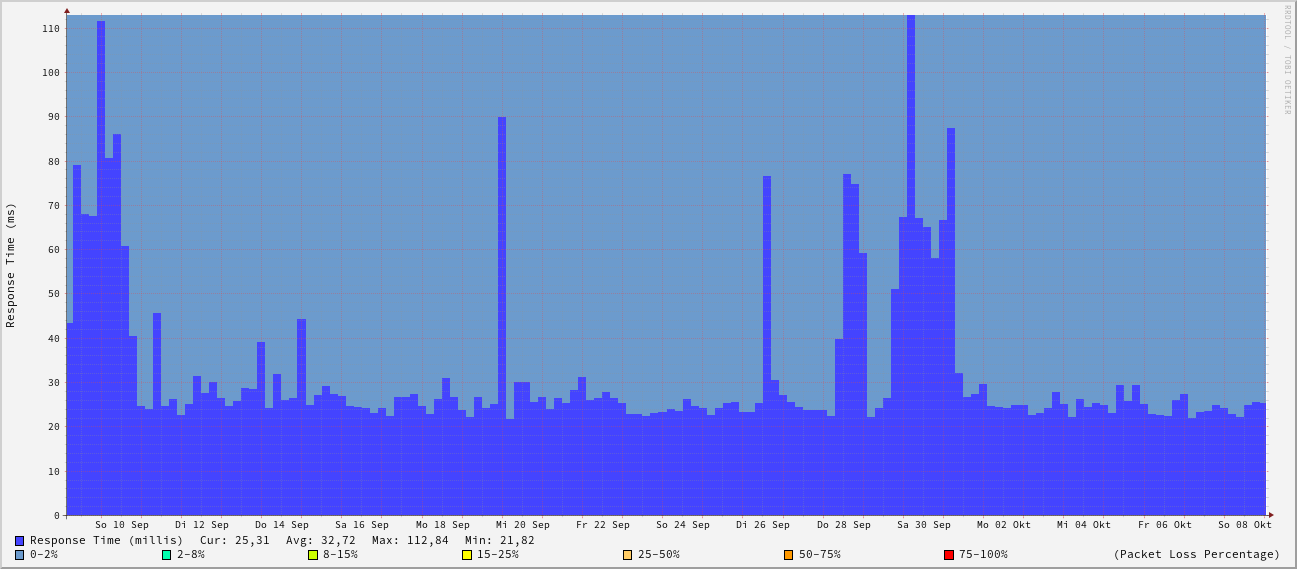 RRDTOOL / TOBI OETIKER
Response Time (ms)
110
100
90
80
70
60
50
40
30
20
10
0
So 10 Sep Di 12 Sep Do 14 Sep Sa 16 Sep Mo 18 Sep Mi 20 Sep Fr 22 Sep So 24 Sep Di 26 Sep Do 28 Sep Sa 30 Sep Mo 02 Okt Mi 04 Okt Fr 06 Okt So 08 Okt
Response Time (millis) Cur: 25,31 Avg: 32,72 Max: 112,84 Min: 21,82
0-2% 2-8% 8-15% 15-25% 25-50% 50-75% 75-100% (Packet Loss Percentage)